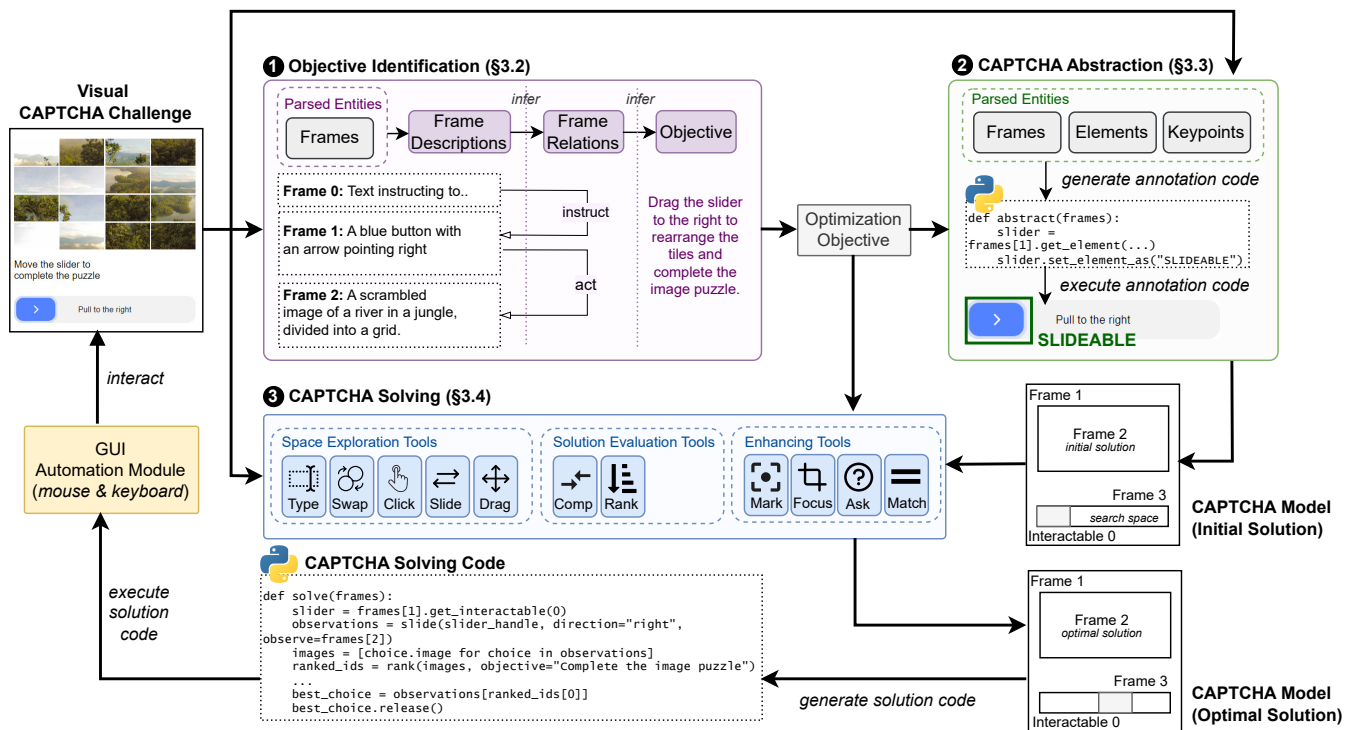 Visual
CAPTCHA Challenge
Move the slider to
complete the puzzle
Pull to the right
interact
GUI
Automation Module
(mouse & keyboard)
execute
solution
code
1 Objective Identification (§3.2)
Parsed Entities
Frames
Frame
Descriptions
infer
Frame
Relations
infer
Objective
Frame 0: Text instructing to..
Frame 1: A blue button with
an arrow pointing right
Frame 2: A scrambled
image of a river in a jungle,
divided into a grid.
instruct
act
Drag the slider
to the right to
rearrange the
tiles and
complete the
image puzzle.
Optimization
Objective
2 CAPTCHA Abstraction (§3.3)
Parsed Entities
Frames
Elements
Keypoints
generate annotation code
def abstract(frames):
slider =
frames[1].get_element(...)
slider.set_element_as("SLIDEABLE")
execute annotation code
Pull to the right
SLIDEABLE
3 CAPTCHA Solving (§3.4)
Space Exploration Tools
Type
Swap
Click
Slide
Drag
Solution Evaluation Tools
Comp
Rank
Enhancing Tools
Mark
Focus
Ask
Match
Frame 1
Frame 2
initial solution
Frame 3
search space
Interactable 0
CAPTCHA Model
(Initial Solution)
CAPTCHA Solving Code
def solve(frames):
slider = frames[1].get_interactable(0)
observations = slide(slider_handle, direction="right",
observe=frames[2])
images = [choice.image for choice in observations]
ranked_ids = rank(images, objective="Complete the image puzzle")
...
best_choice = observations[ranked_ids[0]]
best_choice.release()
generate solution code
Frame 1
Frame 2
optimal solution
Frame 3
Interactable 0
CAPTCHA Model
(Optimal Solution)